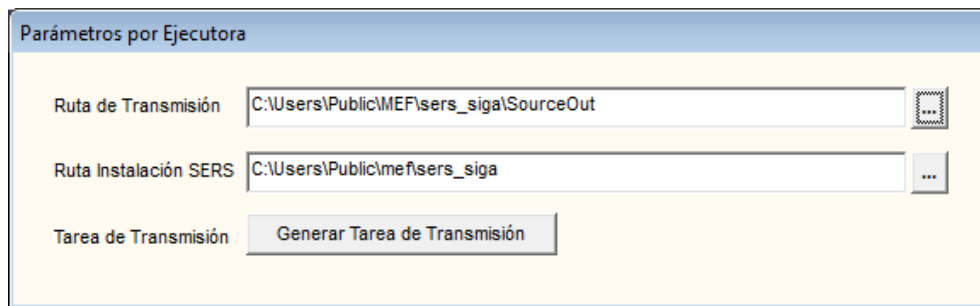 Parámetros por Ejecutora
Ruta de Transmisión C:\Users\Public\MEF\sers_siga\SourceOut ...
Ruta Instalación SERS C:\Users\Public\mef\sers_siga ...
Tarea de Transmisión Generar Tarea de Transmisión